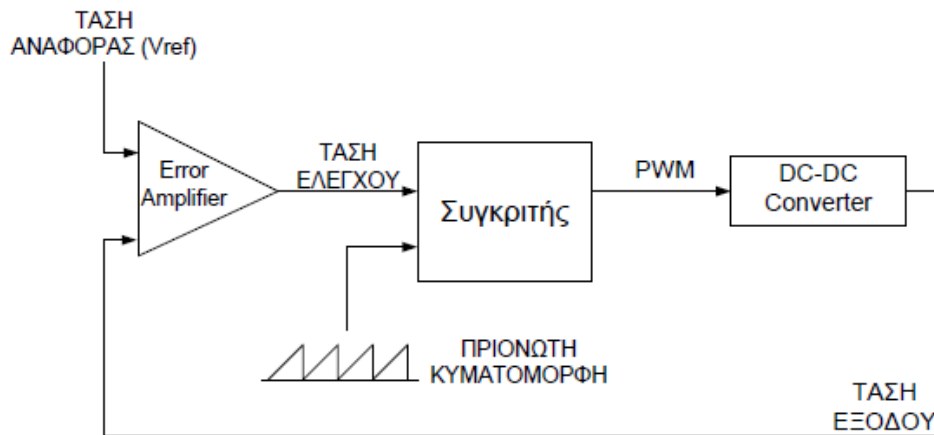 ΤΑΣΗ
ΑΝΑΦΟΡΑΣ (Vref)
Error
Amplifier
ΤΑΣΗ
ΕΛΕΓΧΟΥ
Συγκριτής
PWM
DC-DC
Converter
ΠΡΙΟΝΩΤΗ
ΚΥΜΑΤΟΜΟΡΦΗ
ΤΑΣΗ
ΕΞΟΔΟΥ